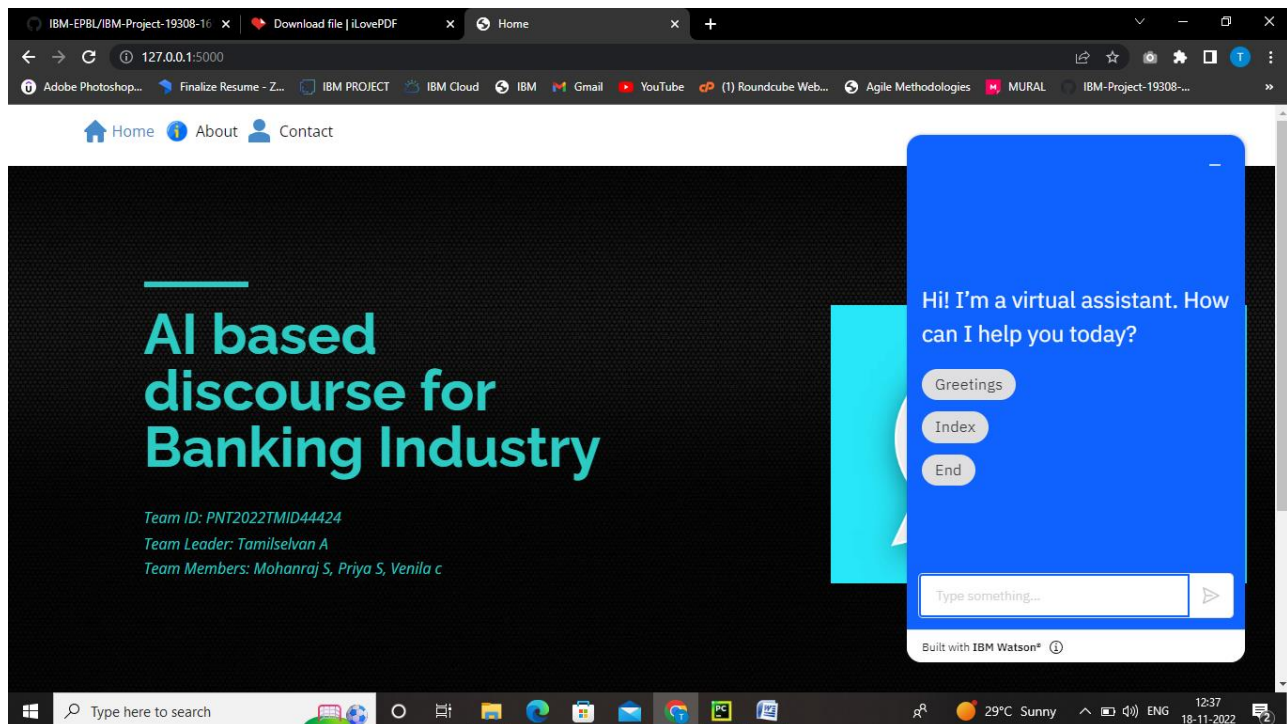 IBM-EPBL/IBM-Project-19308-16
Download file | iLovePDF
Home
127.0.0.1:5000
Adobe Photoshop...
Finalize Resume - Z...
IBM PROJECT
IBM Cloud
IBM
Gmail
YouTube
(1) Roundcube Web...
Agile Methodologies
MURAL
IBM-Project-19308-...
»
Home
About
Contact
AI based
discourse for
Banking Industry
Team ID: PNT2022TMID44424
Team Leader: Tamilselvan A
Team Members: Mohanraj S, Priya S, Venila c
Hi! I'm a virtual assistant. How
can I help you today?
Greetings
Index
End
Type something...
Built with IBM Watson®
Type here to search
29°C Sunny
ENG
12:37
18-11-2022